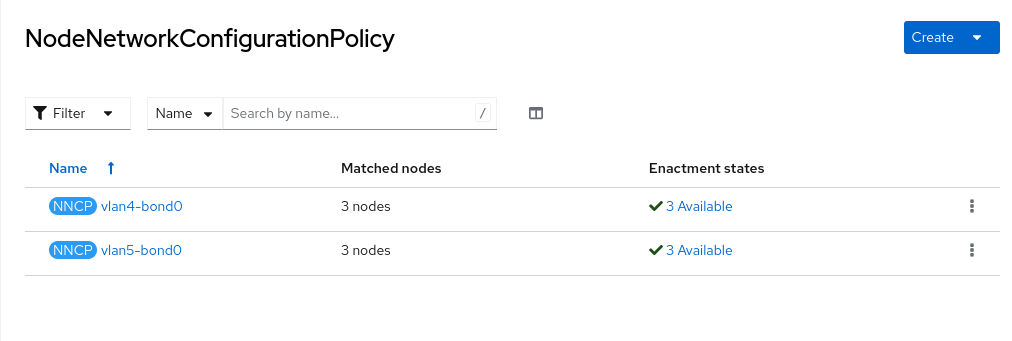 NodeNetworkConfigurationPolicy
Create
Filter
Name
Search by name...
/
Name Matched nodes Enactment states
NNCP vlan4-bond0 3 nodes 3 Available
NNCP vlan5-bond0 3 nodes 3 Available